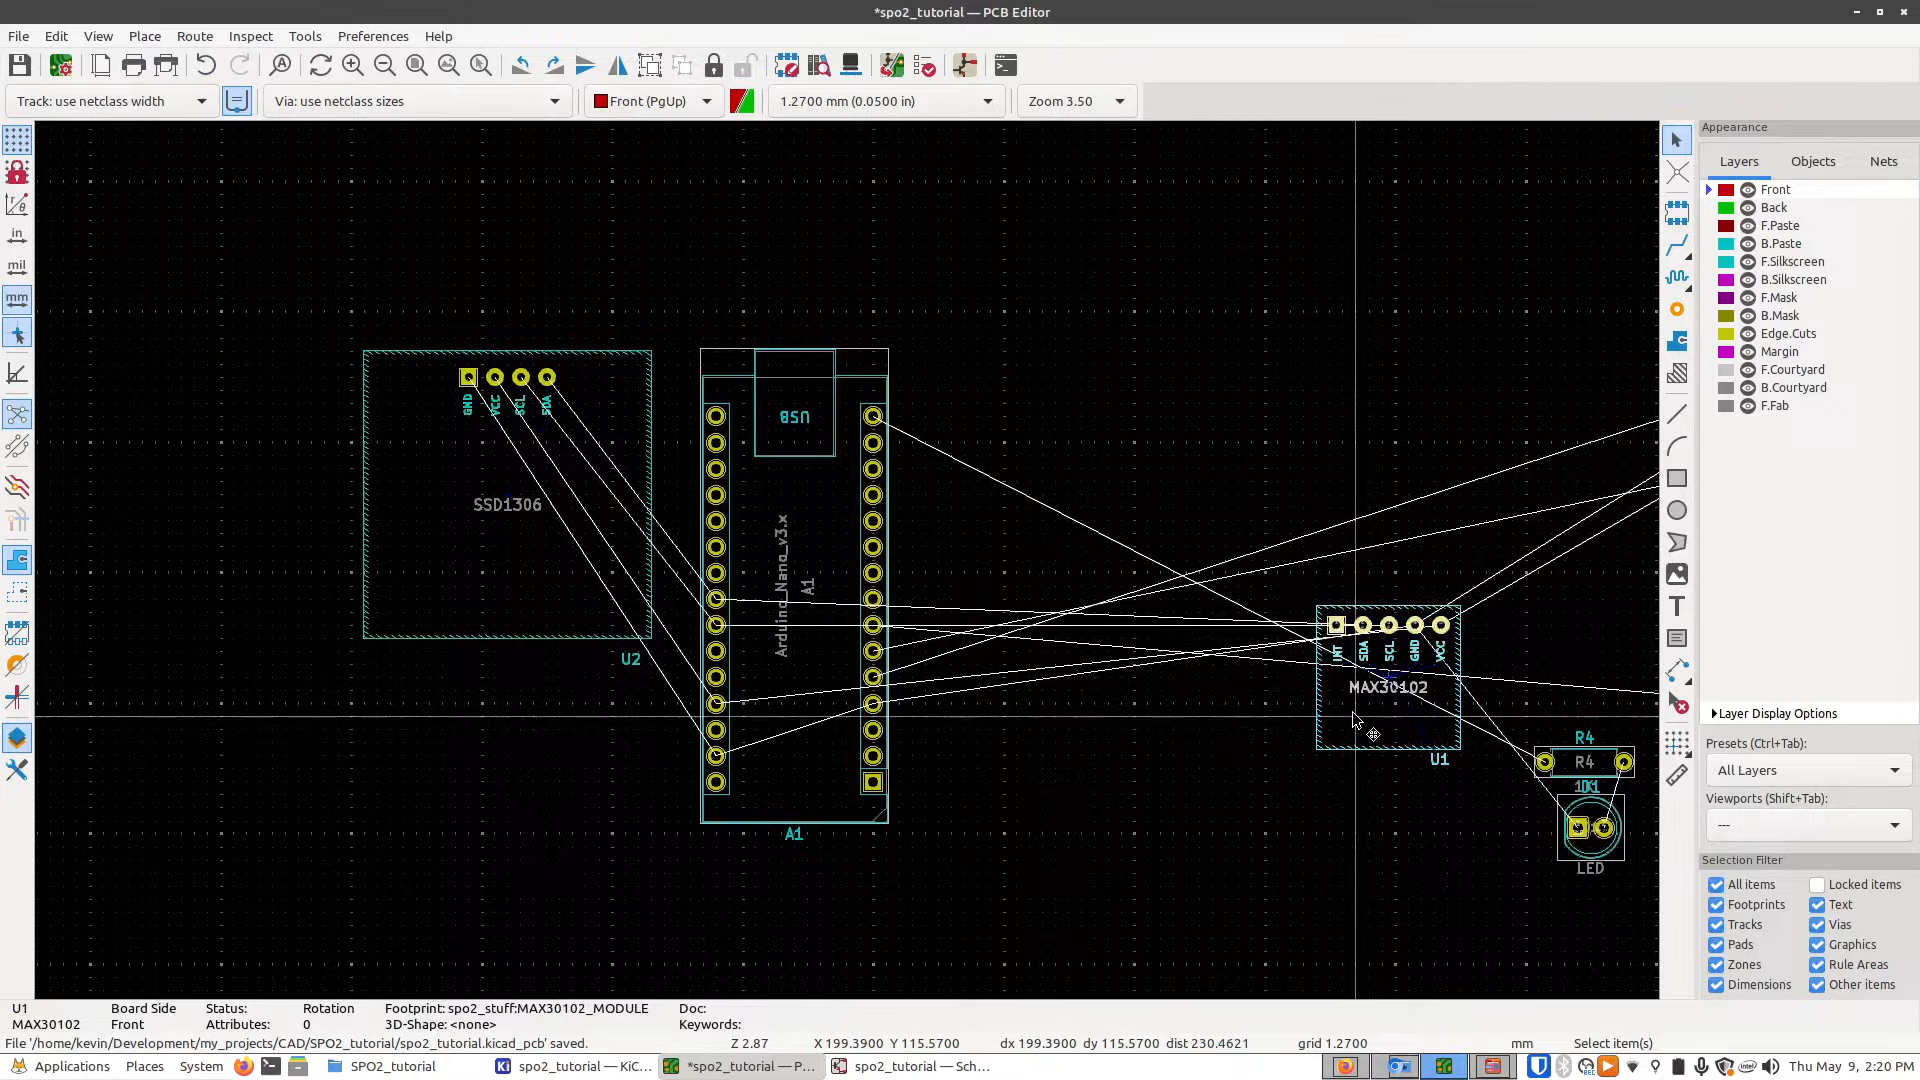 *spo2_tutorial — PCB Editor
File Edit View Place Route Inspect Tools Preferences Help
Track: use netclass width
Via: use netclass sizes
Front (PgUp)
1.2700 mm (0.0500 in)
Zoom 3.50
in
mil
mm
GND
VCC
SCL
SDA
SSD1306
U2
USB
Arduino_Nano_v3.x
A1
A1
INT
SDA
SCL
GND
VCC
MAX30102
U1
R4
R4
D1
LED
Appearance
Layers Objects Nets
Front
Back
F.Paste
B.Paste
F.Silkscreen
B.Silkscreen
F.Mask
B.Mask
Edge.Cuts
Margin
F.Courtyard
B.Courtyard
F.Fab
Layer Display Options
Presets (Ctrl+Tab):
All Layers
Viewports (Shift+Tab):
---
Selection Filter
All items Locked items
Footprints Text
Tracks Vias
Pads Graphics
Zones Rule Areas
Dimensions Other items
U1 Board Side Status: Rotation Footprint: spo2_stuff:MAX30102_MODULE Doc:
MAX30102 Front Attributes: 0 3D-Shape: <none> Keywords:
File '/home/kevin/Development/my_projects/CAD/SPO2_tutorial/spo2_tutorial.kicad_pcb' saved. Z 2.87 X 199.3900 Y 115.5700 dx 199.3900 dy 115.5700 dist 230.4621 grid 1.2700 mm Select item(s)
Applications Places System SPO2_tutorial spo2_tutorial — KiC... *spo2_tutorial — P... spo2_tutorial — Sch... Thu May 9, 2:20 PM